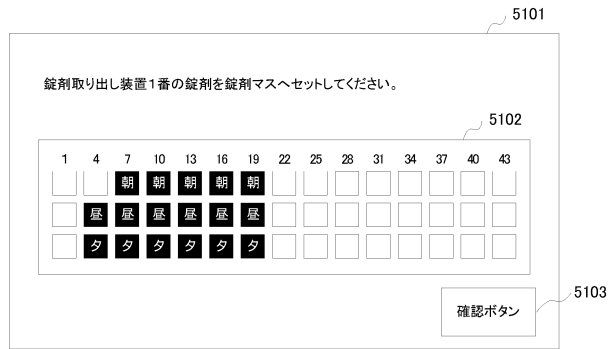 5101
錠剤取り出し装置1番の錠剤を錠剤マスへセットしてください。
5102
1 4 7 10 13 16 19 22 25 28 31 34 37 40 43
朝 朝 朝 朝 朝
昼 昼 昼 昼 昼 昼
夕 夕 夕 夕 夕 夕
5103
確認ボタン